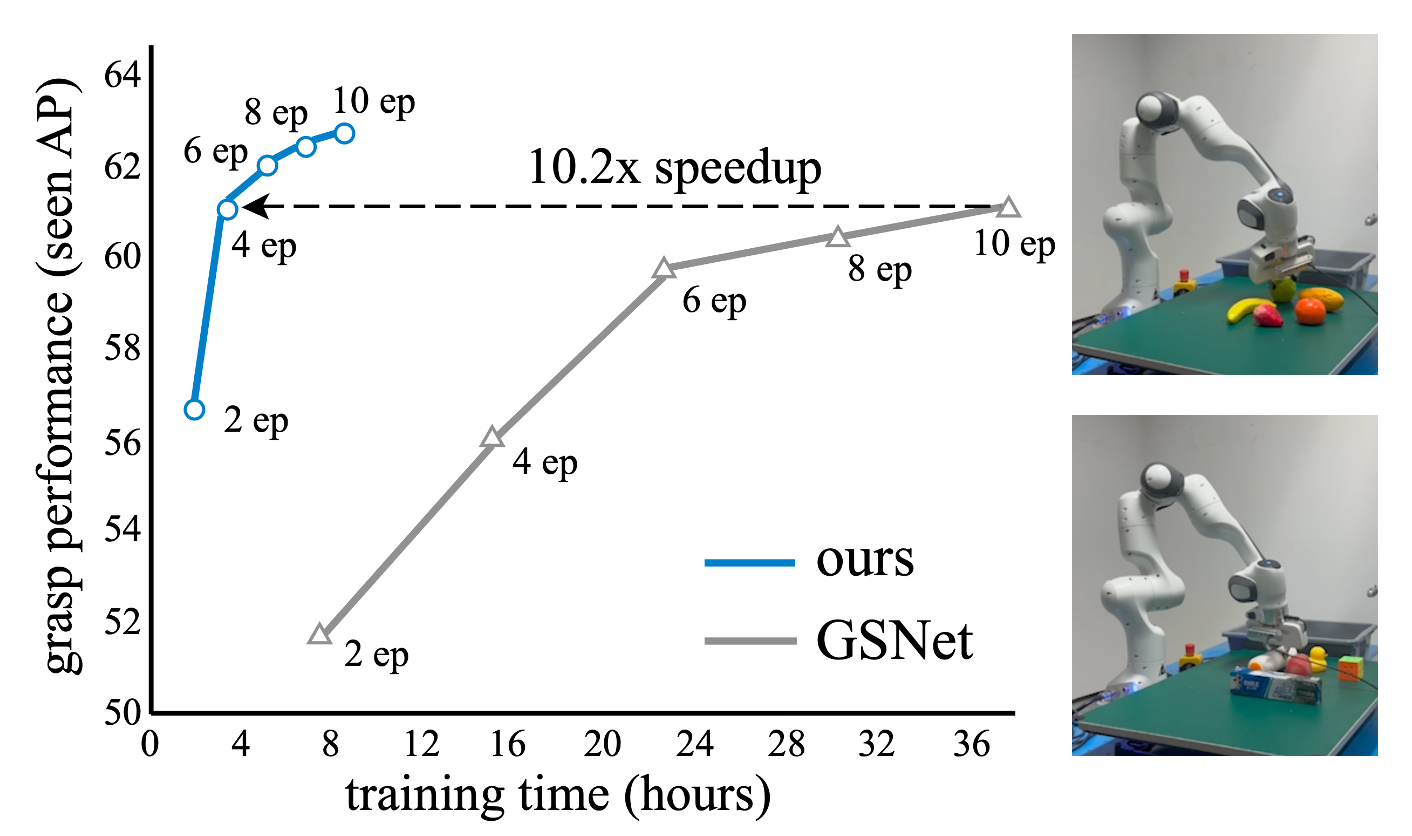 grasp performance (seen AP)
64
62
60
58
56
54
52
50
0 4 8 12 16 20 24 28 32 36
training time (hours)
2 ep
4 ep
6 ep
8 ep
10 ep
10.2x speedup
2 ep
4 ep
6 ep
8 ep
10 ep
ours
GSNet